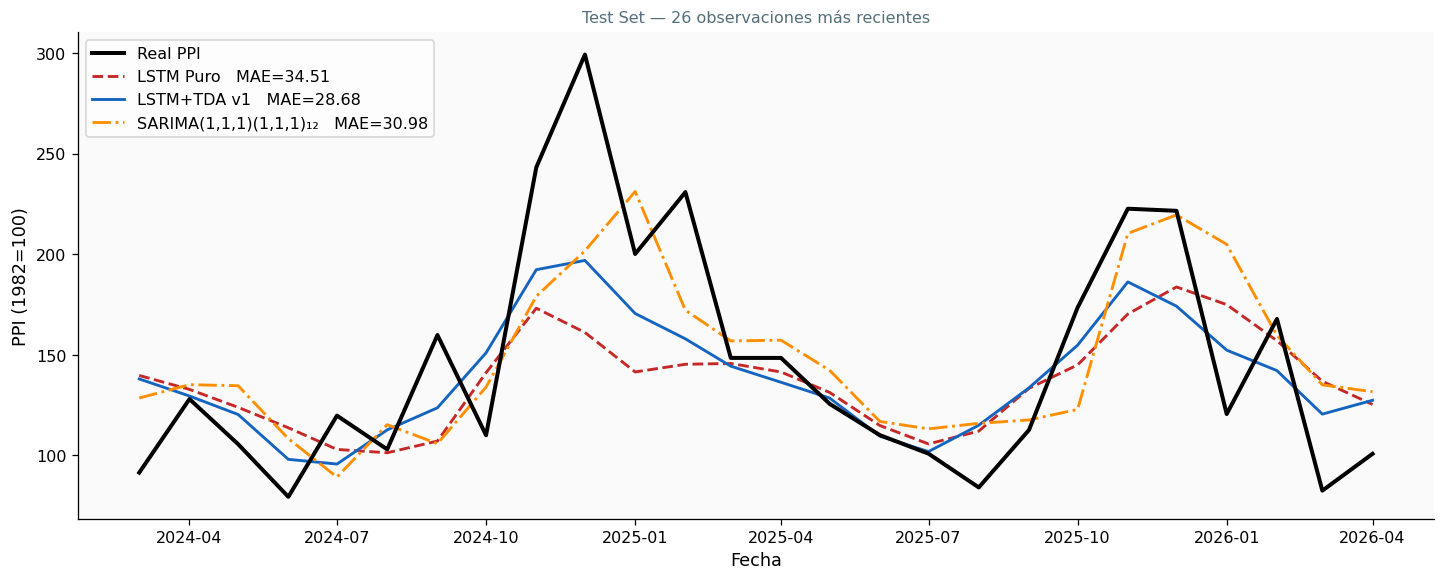 Test Set — 26 observaciones más recientes
Real PPI
LSTM Puro   MAE=34.51
LSTM+TDA v1   MAE=28.68
SARIMA(1,1,1)(1,1,1)₁₂   MAE=30.98
PPI (1982=100)
300
250
200
150
100
2024-04
2024-07
2024-10
2025-01
2025-04
2025-07
2025-10
2026-01
2026-04
Fecha